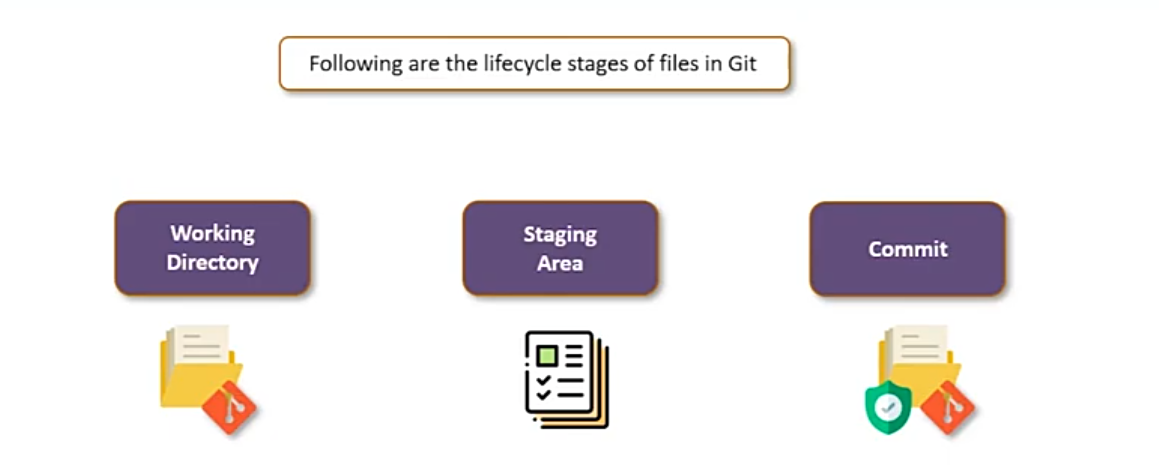 Following are the lifecycle stages of files in Git
Working
Directory
Staging
Area
Commit